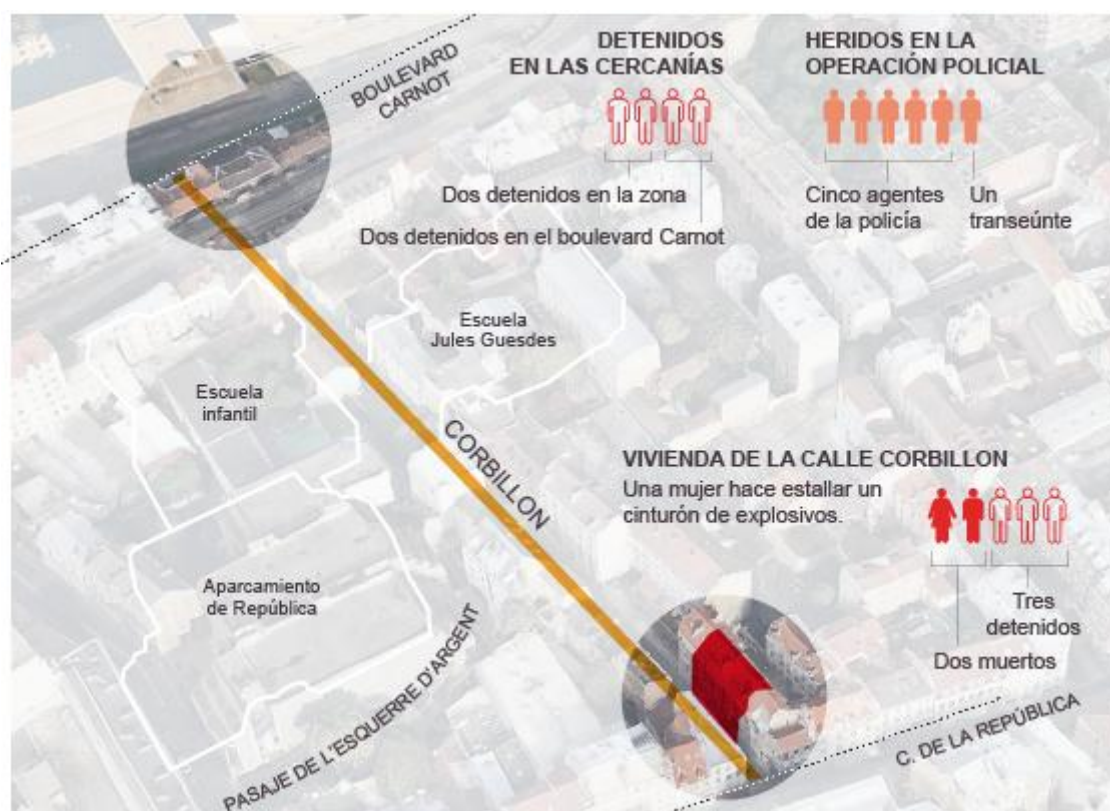 BOULEVARD
CARNOT
DETENIDOS
EN LAS CERCANÍAS
Dos detenidos en la zona
Dos detenidos en el boulevard Carnot
HERIDOS EN LA
OPERACIÓN POLICIAL
Cinco agentes
de la policía
Un
transeúnte
Escuela
Jules Guesdes
Escuela
infantil
CORBILLON
VIVIENDA DE LA CALLE CORBILLON
Una mujer hace estallar un
cinturón de explosivos.
Tres
detenidos
Dos muertos
Aparcamiento
de República
PASAJE DE L'ESQUERRE D'ARGENT
C. DE LA REPÚBLICA